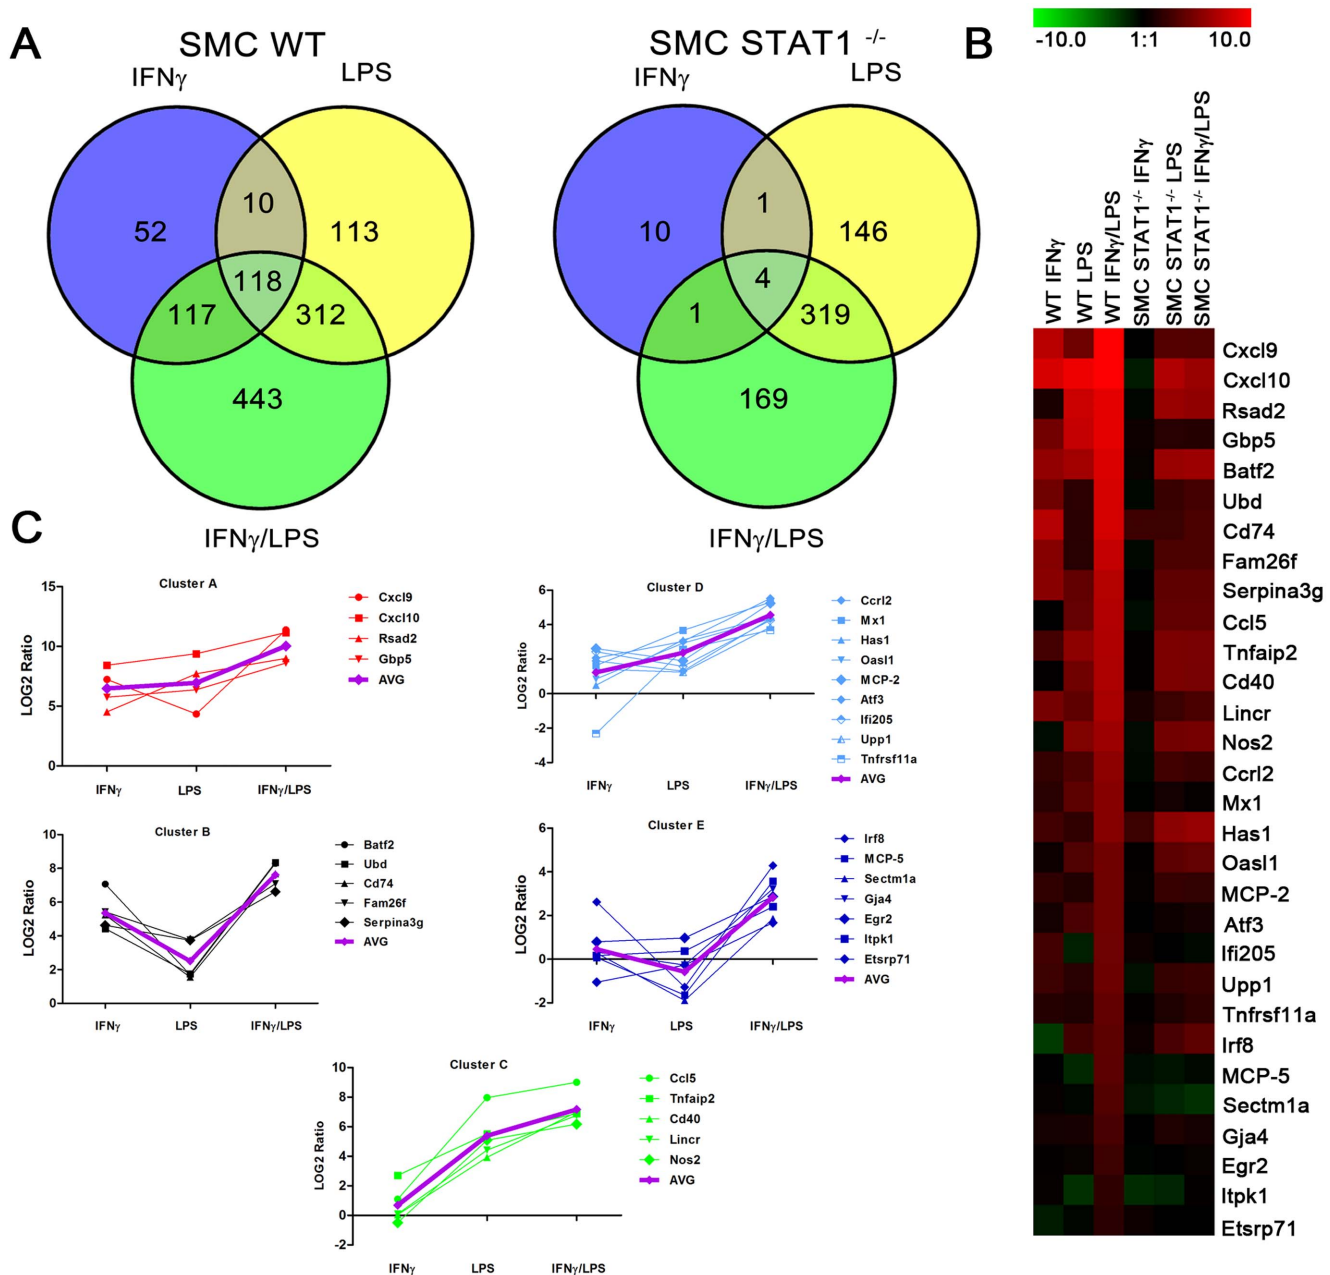 A
SMC WT
IFNγ
LPS
10
52
113
118
117
312
443
IFNγ/LPS
SMC STAT1 -/-
IFNγ
LPS
1
10
146
4
1
319
169
IFNγ/LPS
B
-10.0 1:1 10.0
WT IFNγ
WT LPS
WT IFNγ/LPS
SMC STAT1-/- IFNγ
SMC STAT1-/- LPS
SMC STAT1-/- IFNγ/LPS
Cxcl9
Cxcl10
Rsad2
Gbp5
Batf2
Ubd
Cd74
Fam26f
Serpina3g
Ccl5
Tnfaip2
Cd40
Lincr
Nos2
Ccrl2
Mx1
Has1
Oasl1
MCP-2
Atf3
Ifi205
Upp1
Tnfrsf11a
Irf8
MCP-5
Sectm1a
Gja4
Egr2
Itpk1
Etsrp71
C
Cluster A
LOG2 Ratio
15
10
5
0
IFNγ LPS IFNγ/LPS
Cxcl9
Cxcl10
Rsad2
Gbp5
AVG
Cluster D
LOG2 Ratio
6
4
2
0
-2
-4
IFNγ LPS IFNγ/LPS
Ccrl2
Mx1
Has1
Oasl1
MCP-2
Atf3
Ifi205
Upp1
Tnfrsf11a
AVG
Cluster B
LOG2 Ratio
10
8
6
4
2
0
IFNγ LPS IFNγ/LPS
Batf2
Ubd
Cd74
Fam26f
Serpina3g
AVG
Cluster E
LOG2 Ratio
6
4
2
0
-2
IFNγ LPS IFNγ/LPS
Irf8
MCP-5
Sectm1a
Gja4
Egr2
Itpk1
Etsrp71
AVG
Cluster C
LOG2 Ratio
10
8
6
4
2
0
-2
IFNγ LPS IFNγ/LPS
Ccl5
Tnfaip2
Cd40
Lincr
Nos2
AVG